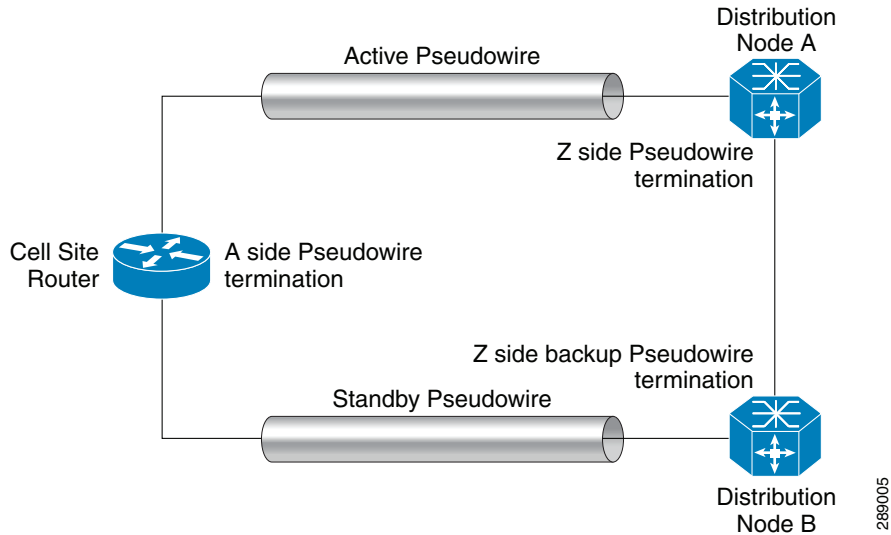 Distribution
Node A
Active Pseudowire
Z side Pseudowire
termination
Cell Site
Router
A side Pseudowire
termination
Z side backup Pseudowire
termination
Standby Pseudowire
Distribution
Node B
289005